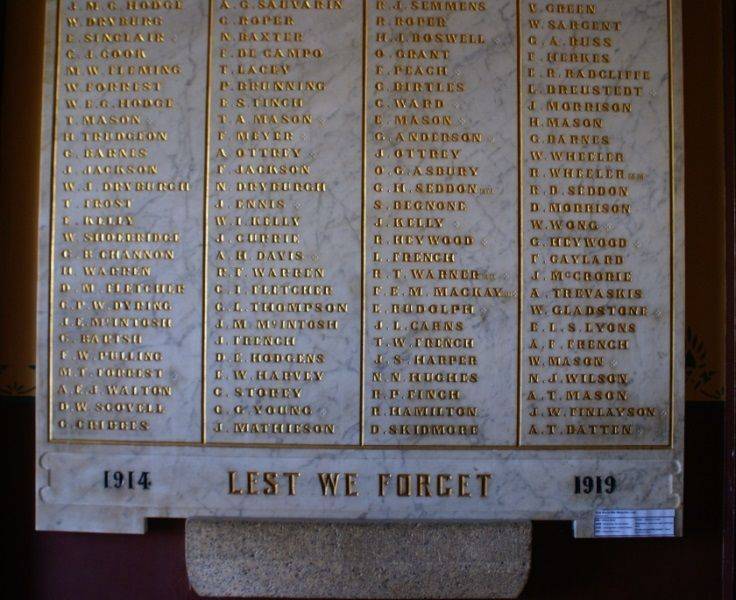 J. M. C. HODGE
W. DRYBURG
E. SINCLAIR
G. J. COOK
M. W. FLEMING
W. FORREST
W. E. G. HODGE
T. MASON
H. TRUDGEON
G. BARNES
J. JACKSON
W. J. DRYBURGH
T. FROST
E. KELLY
W. SHOEBRIDGE
G. B CHANNON
H. WARREN
D. M. FLETCHER
G. P. W. DYRING
J. E. McINTOSH
G. BARTSH
F. W. PULLING
M. T. FORREST
A. E. J. WALTON
D. W. SCOVELL
G. CRIBBES
A. G. SAUVARIN
G. ROPER
N. BAXTER
F. DE CAMPO
T. LACEY
P. BRUNNING
E. S. TINCH
T. A. MASON
F. MEYER
A. OTTREY
F. JACKSON
N. DRYBURGH
J. ENNIS
W. J. KELLY
J. CURRIE
A. H. DAVIS
R. F. WARREN
C. I. FLETCHER
C. L. THOMPSON
J. M. McINTOSH
J. FRENCH
D. E. HODGENS
E. W. HARVEY
C. STOREY
G. G. YOUNG
J. MATHIESON
R. J. SEMMENS
R. ROPER
H. J. BOSWELL
O. GRANT
F. PEACH
C. BIRTLES
C. WARD
E. MASON
G. ANDERSON
J. OTTREY
O. G. ASBURY
G. H. SEDDON
S. BEGNONE
J. KELLY
R. HEYWOOD
L. FRENCH
R. T. WARNER
F. E. M. MACKAY
E. RUDOLPH
J. L. CARNS
T. W. FRENCH
J. S. HARPER
N. N. HUGHES
R. P. FINCH
R. HAMILTON
D. SKIDMORE
V. GREEN
W. SARGENT
G. A. BUSS
F. HERKES
E. R. RADCLIFFE
L. BREUSTEDT
J. MORRISON
H. MASON
G. BARNES
W. WHEELER
R. WHEELER
R. D. SEDDON
D. MORRISON
W. WONG
G. HEYWOOD
F. GAYLARD
J. McCRORIE
A. TREVASKIS
W. GLADSTONE
E. L. S. LYONS
A. F. FRENCH
W. MASON
N. J. WILSON
A. T. MASON
J. W. FINLAYSON
A. T. BATTEN
1914 LEST WE FORGET 1919